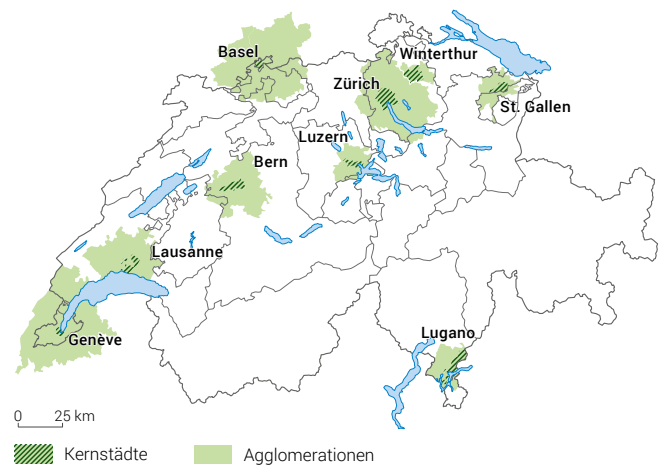 Basel
Winterthur
Zürich
St. Gallen
Luzern
Bern
Lausanne
Lugano
Genève
0 25 km
Kernstädte
Agglomerationen